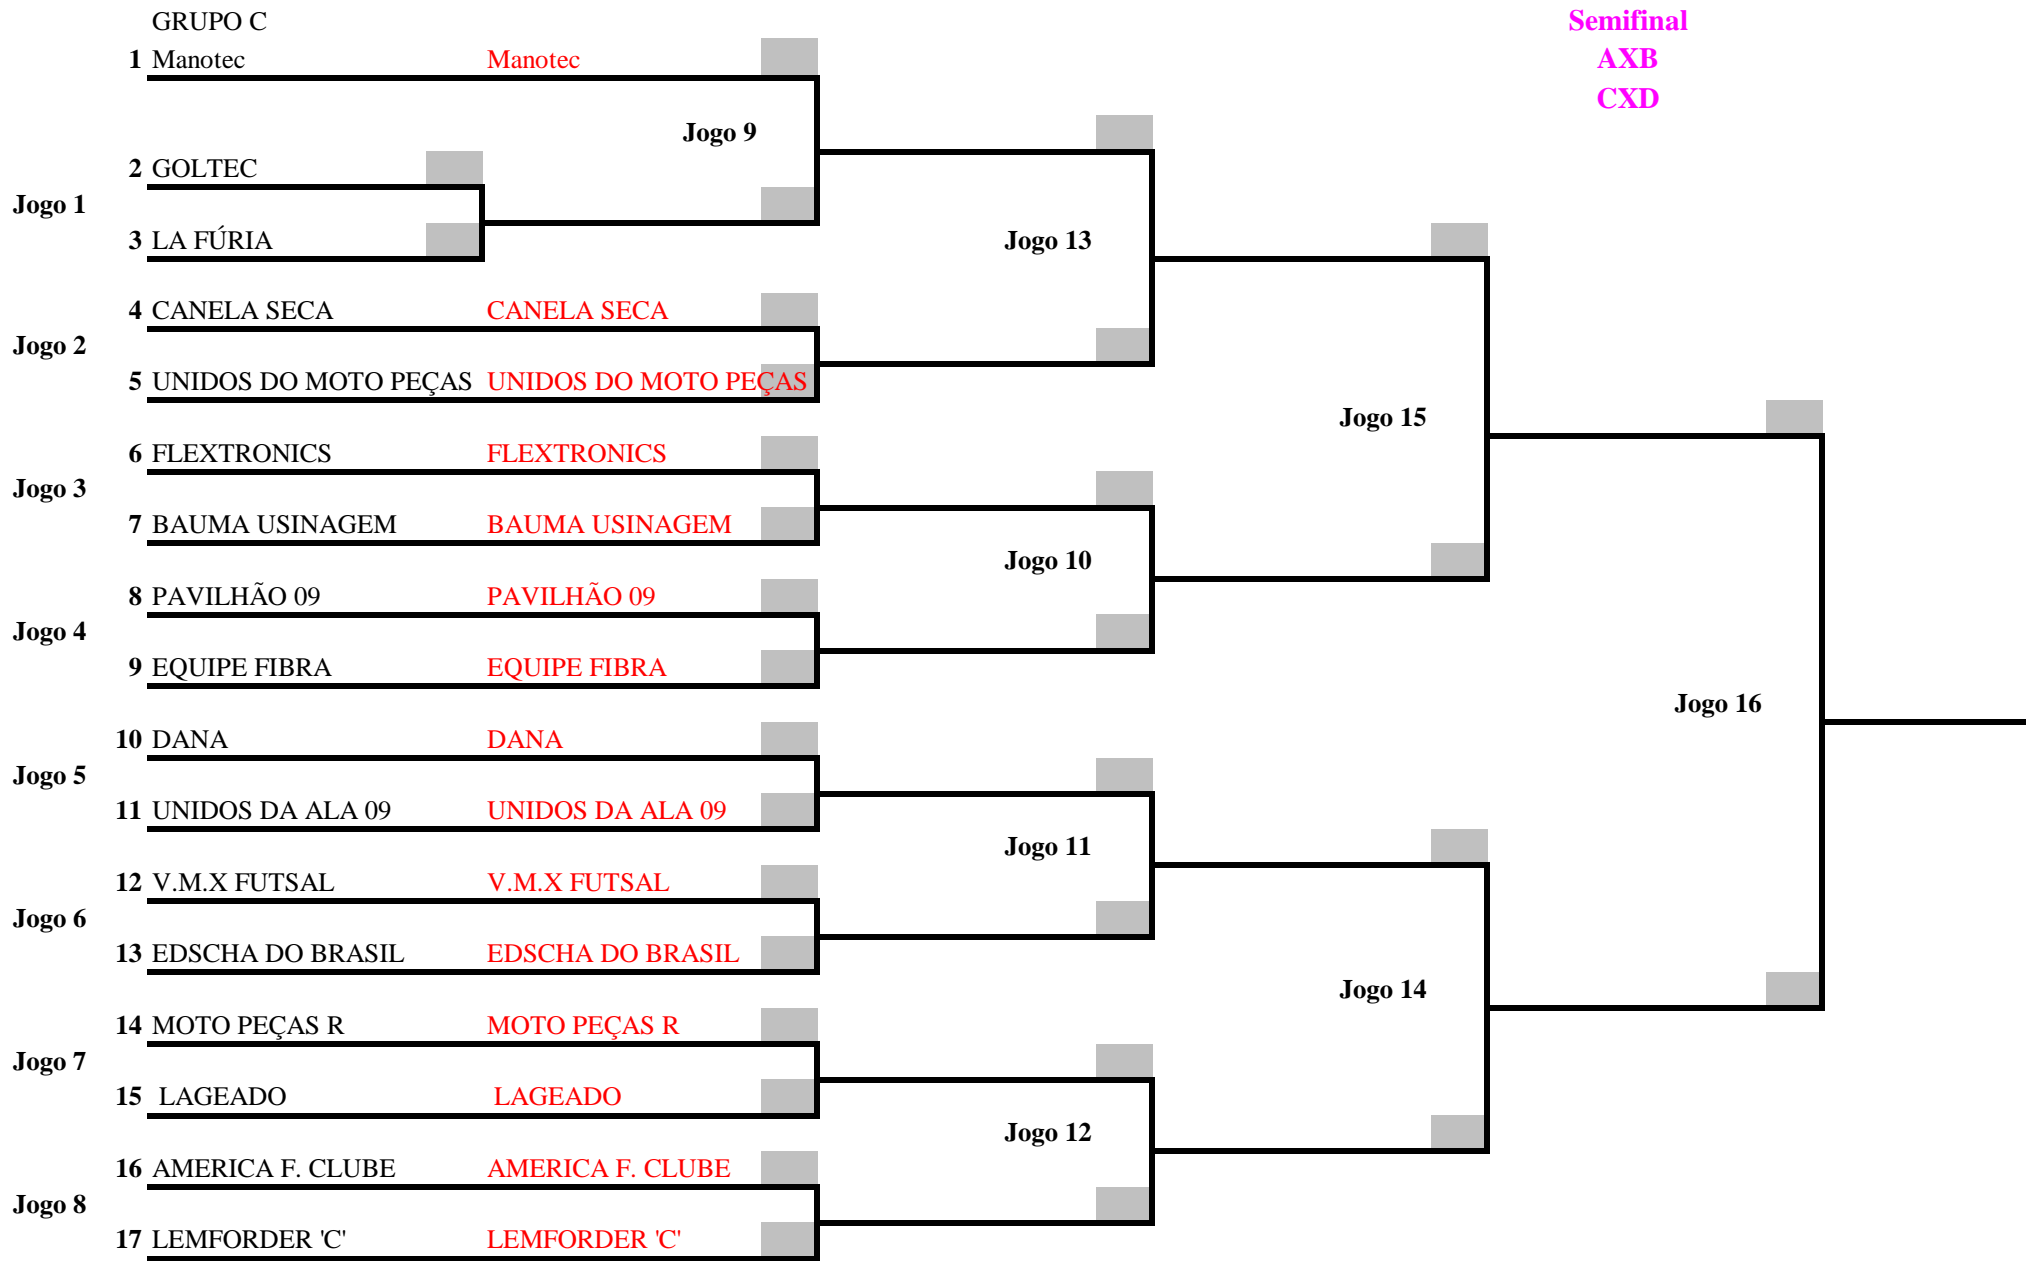 GRUPO C
Semifinal
1 Manotec Manotec
AXB
CXD
Jogo 9
2 GOLTEC
Jogo 1
3 LA FÚRIA
Jogo 13
4 CANELA SECA CANELA SECA
Jogo 2
5 UNIDOS DO MOTO PEÇAS UNIDOS DO MOTO PEÇAS
Jogo 15
6 FLEXTRONICS FLEXTRONICS
Jogo 3
7 BAUMA USINAGEM BAUMA USINAGEM
Jogo 10
8 PAVILHÃO 09 PAVILHÃO 09
Jogo 4
9 EQUIPE FIBRA EQUIPE FIBRA
Jogo 16
10 DANA DANA
Jogo 5
11 UNIDOS DA ALA 09 UNIDOS DA ALA 09
Jogo 11
12 V.M.X FUTSAL V.M.X FUTSAL
Jogo 6
13 EDSCHA DO BRASIL EDSCHA DO BRASIL
Jogo 14
14 MOTO PEÇAS R MOTO PEÇAS R
Jogo 7
15 LAGEADO LAGEADO
Jogo 12
16 AMERICA F. CLUBE AMERICA F. CLUBE
Jogo 8
17 LEMFORDER 'C' LEMFORDER 'C'